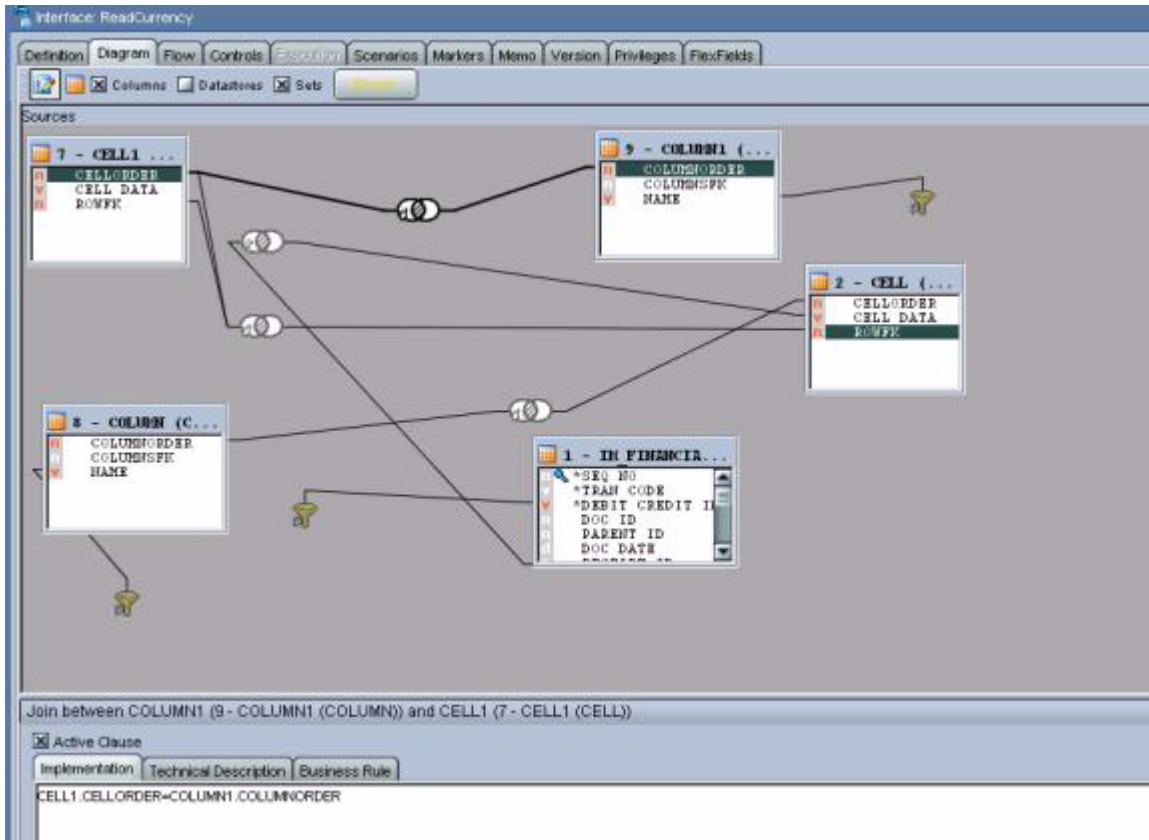 Interface: ReadCurrency
Definition Diagram Flow Controls Execution Scenarios Markers Memo Version Privileges FlexFields
Columns Datastores Sets
Sources
7 - CELL1 ...
CELLORDER
CELL DATA
ROWFK
9 - COLUMN1 (...
COLUMNORDER
COLUMNSFK
NAME
2 - CELL (...
CELLORDER
CELL DATA
ROWFK
8 - COLUMN (C...
COLUMNORDER
COLUMNSFK
NAME
1 - IN_FINANCIA...
*SEQ NO
*TRAN CODE
*DEBIT CREDIT I
DOC ID
PARENT ID
DOC DATE
Join between COLUMN1 (9 - COLUMN1 (COLUMN)) and CELL1 (7 - CELL1 (CELL))
Active Clause
Implementation Technical Description Business Rule
CELL1.CELLORDER=COLUMN1.COLUMNORDER